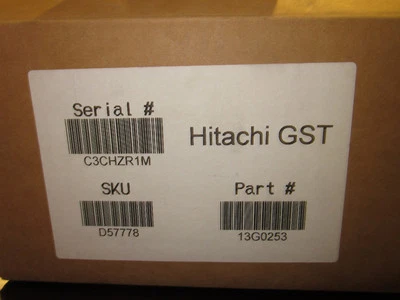 Serial #
C3CHZR1M
Hitachi GST
SKU
D57778
Part #
13G0253